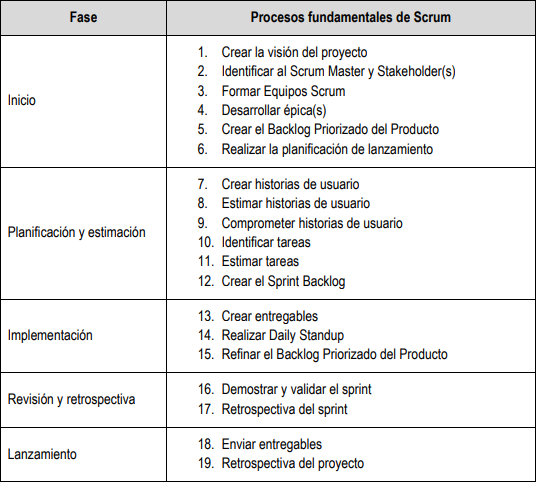 Fase
Procesos fundamentales de Scrum
Inicio
1. Crear la visión del proyecto
2. Identificar al Scrum Master y Stakeholder(s)
3. Formar Equipos Scrum
4. Desarrollar épica(s)
5. Crear el Backlog Priorizado del Producto
6. Realizar la planificación de lanzamiento
Planificación y estimación
7. Crear historias de usuario
8. Estimar historias de usuario
9. Comprometer historias de usuario
10. Identificar tareas
11. Estimar tareas
12. Crear el Sprint Backlog
Implementación
13. Crear entregables
14. Realizar Daily Standup
15. Refinar el Backlog Priorizado del Producto
Revisión y retrospectiva
16. Demostrar y validar el sprint
17. Retrospectiva del sprint
Lanzamiento
18. Enviar entregables
19. Retrospectiva del proyecto